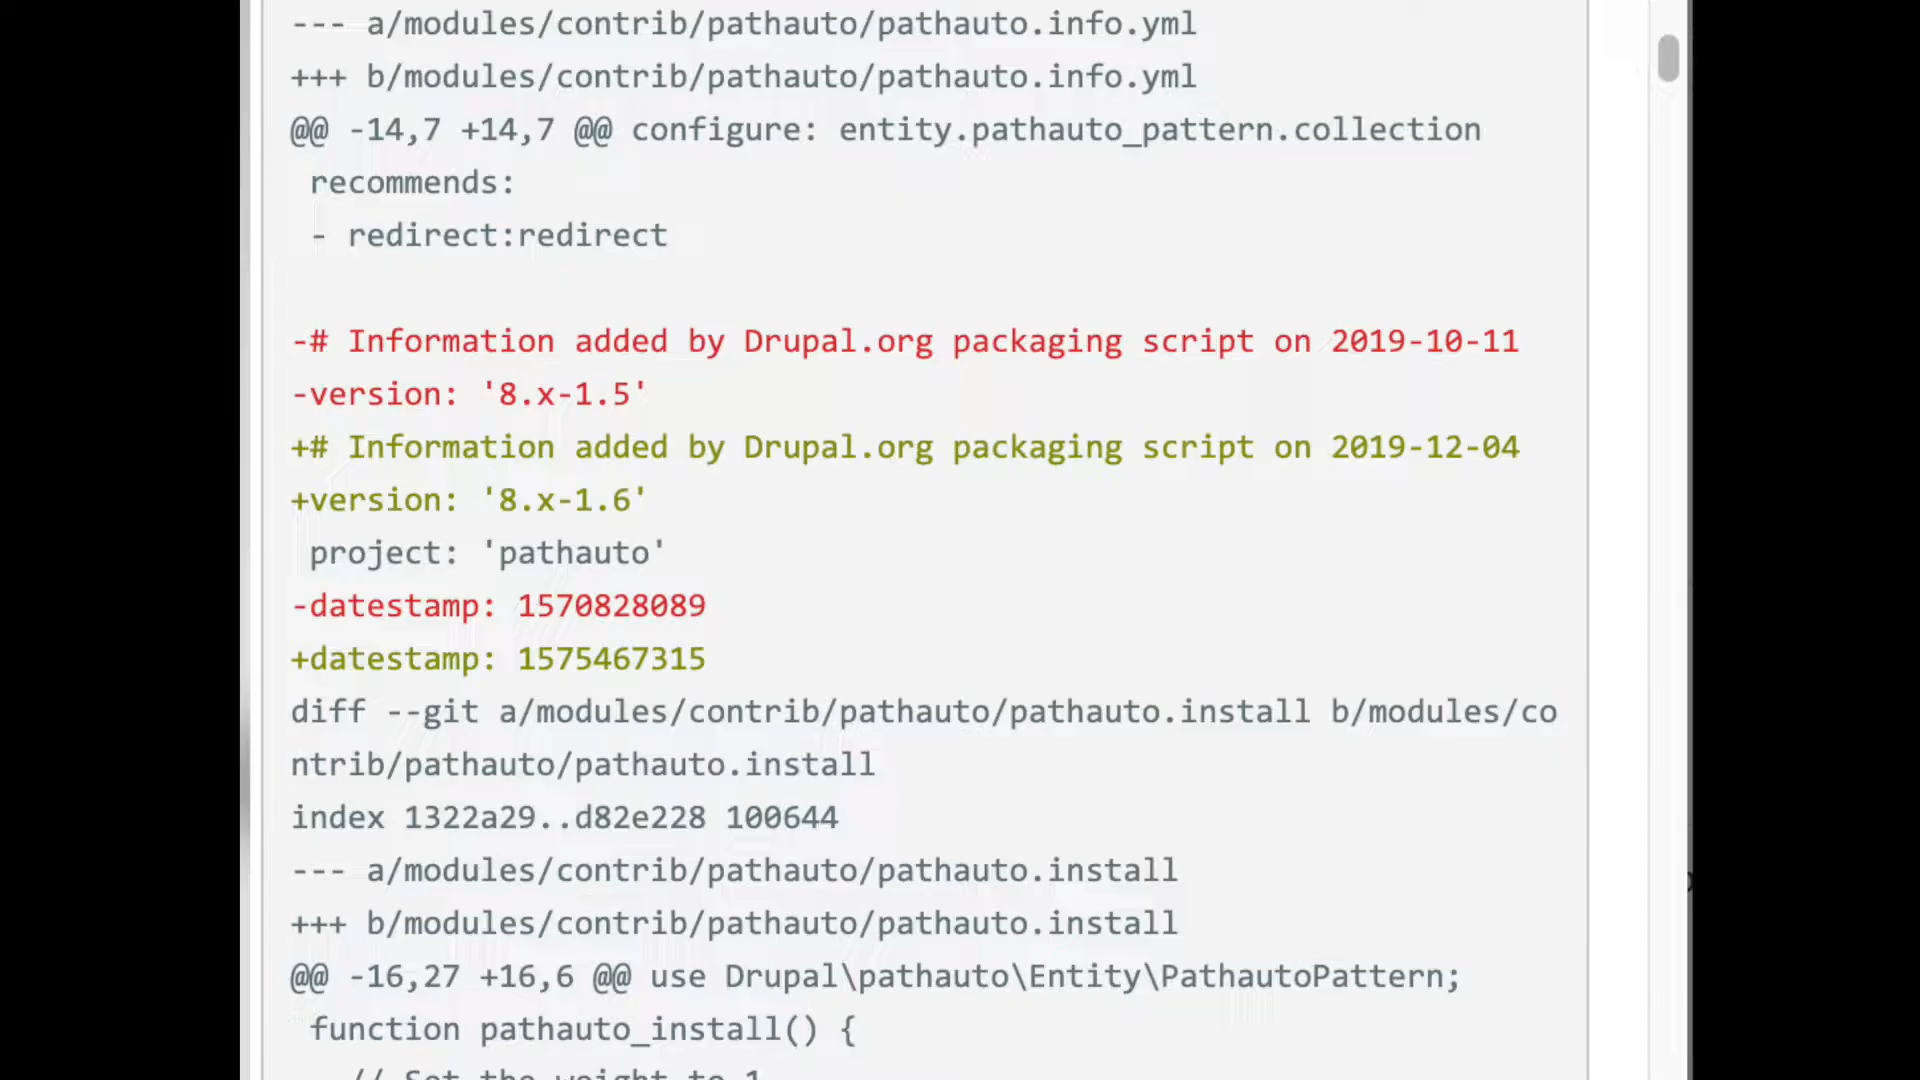 --- a/modules/contrib/pathauto/pathauto.info.yml
+++ b/modules/contrib/pathauto/pathauto.info.yml
@@ -14,7 +14,7 @@ configure: entity.pathauto_pattern.collection
 recommends:
 - redirect:redirect
-# Information added by Drupal.org packaging script on 2019-10-11
-version: '8.x-1.5'
+# Information added by Drupal.org packaging script on 2019-12-04
+version: '8.x-1.6'
 project: 'pathauto'
-datestamp: 1570828089
+datestamp: 1575467315
diff --git a/modules/contrib/pathauto/pathauto.install b/modules/co
ntrib/pathauto/pathauto.install
index 1322a29..d82e228 100644
--- a/modules/contrib/pathauto/pathauto.install
+++ b/modules/contrib/pathauto/pathauto.install
@@ -16,27 +16,6 @@ use Drupal\pathauto\Entity\PathautoPattern;
 function pathauto_install() {
   // Set the weight to 1